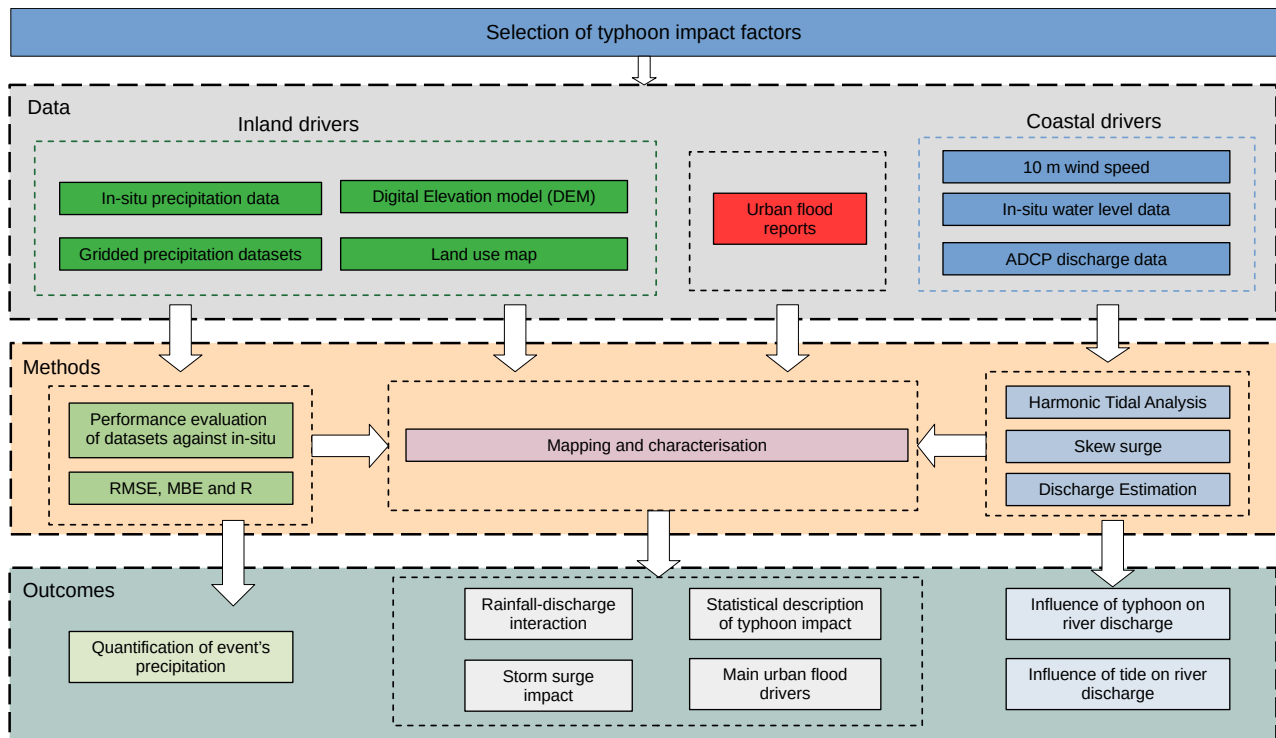 Selection of typhoon impact factors
Data
Inland drivers
Coastal drivers
In-situ precipitation data
Digital Elevation model (DEM)
Gridded precipitation datasets
Land use map
Urban flood
reports
10 m wind speed
In-situ water level data
ADCP discharge data
Methods
Performance evaluation
of datasets against in-situ
RMSE, MBE and R
Mapping and characterisation
Harmonic Tidal Analysis
Skew surge
Discharge Estimation
Outcomes
Quantification of event's
precipitation
Rainfall-discharge
interaction
Statistical description
of typhoon impact
Storm surge
impact
Main urban flood
drivers
Influence of typhoon on
river discharge
Influence of tide on river
discharge